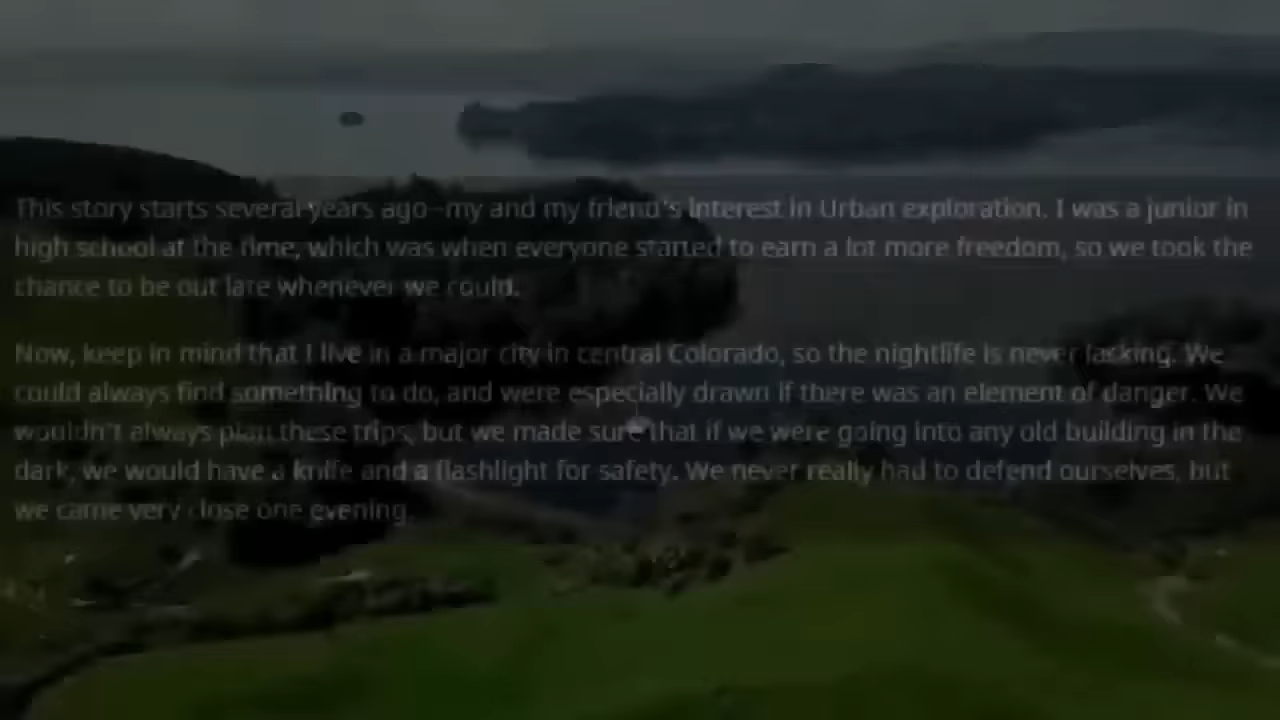 This story starts several years ago–my and my friend's interest in Urban exploration. I was a junior in
high school at the time, which was when everyone started to earn a lot more freedom, so we took the
chance to be out late whenever we could.
Now, keep in mind that I live in a major city in central Colorado, so the nightlife is never lacking. We
could always find something to do, and were especially drawn if there was an element of danger. We
wouldn't always plan these trips, but we made sure that if we were going into any old building in the
dark, we would have a knife and a flashlight for safety. We never really had to defend ourselves, but
we came very close one evening.